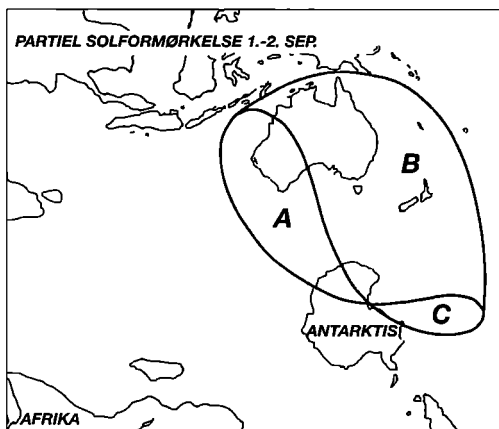 PARTIEL SOLFORMØRKELSE 1.-2. SEP.
B
A
C
ANTARKTIS
AFRIKA